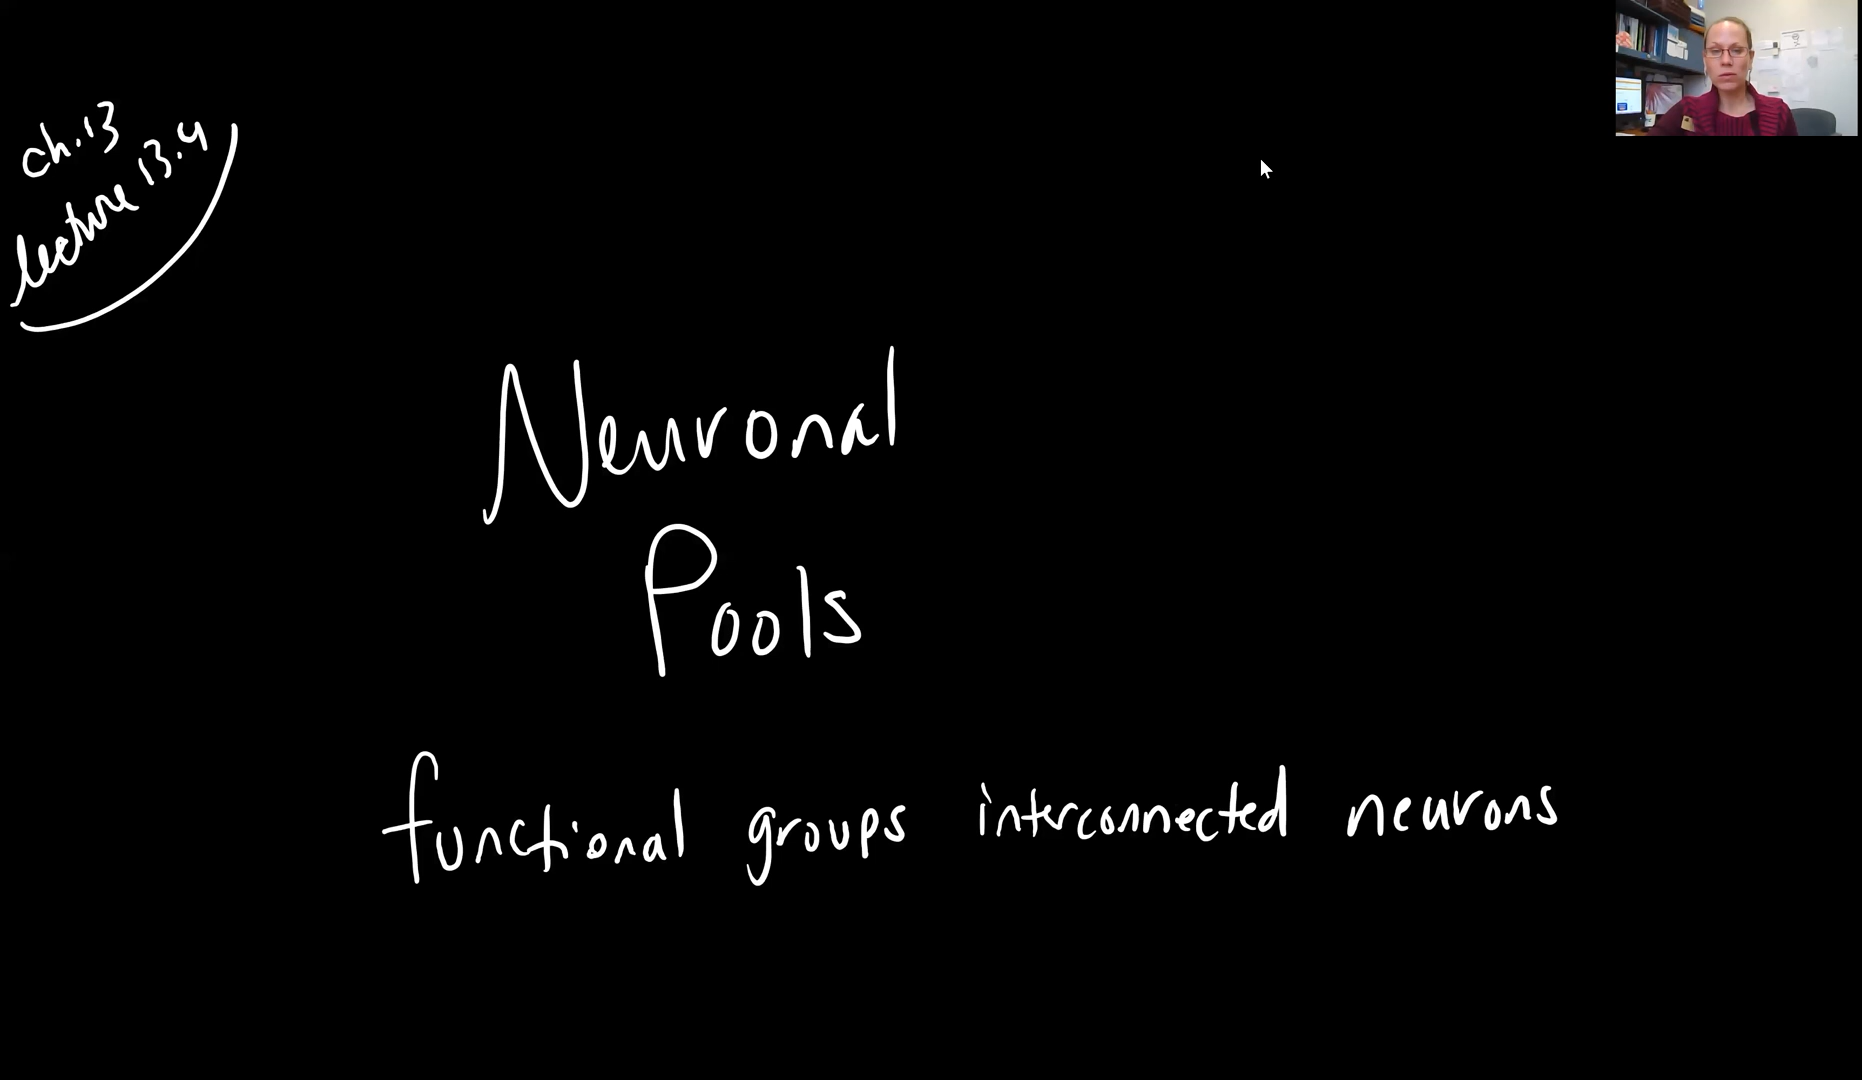 ch. 13
lecture 13.4
Neuronal
Pools
functional groups interconnected neurons